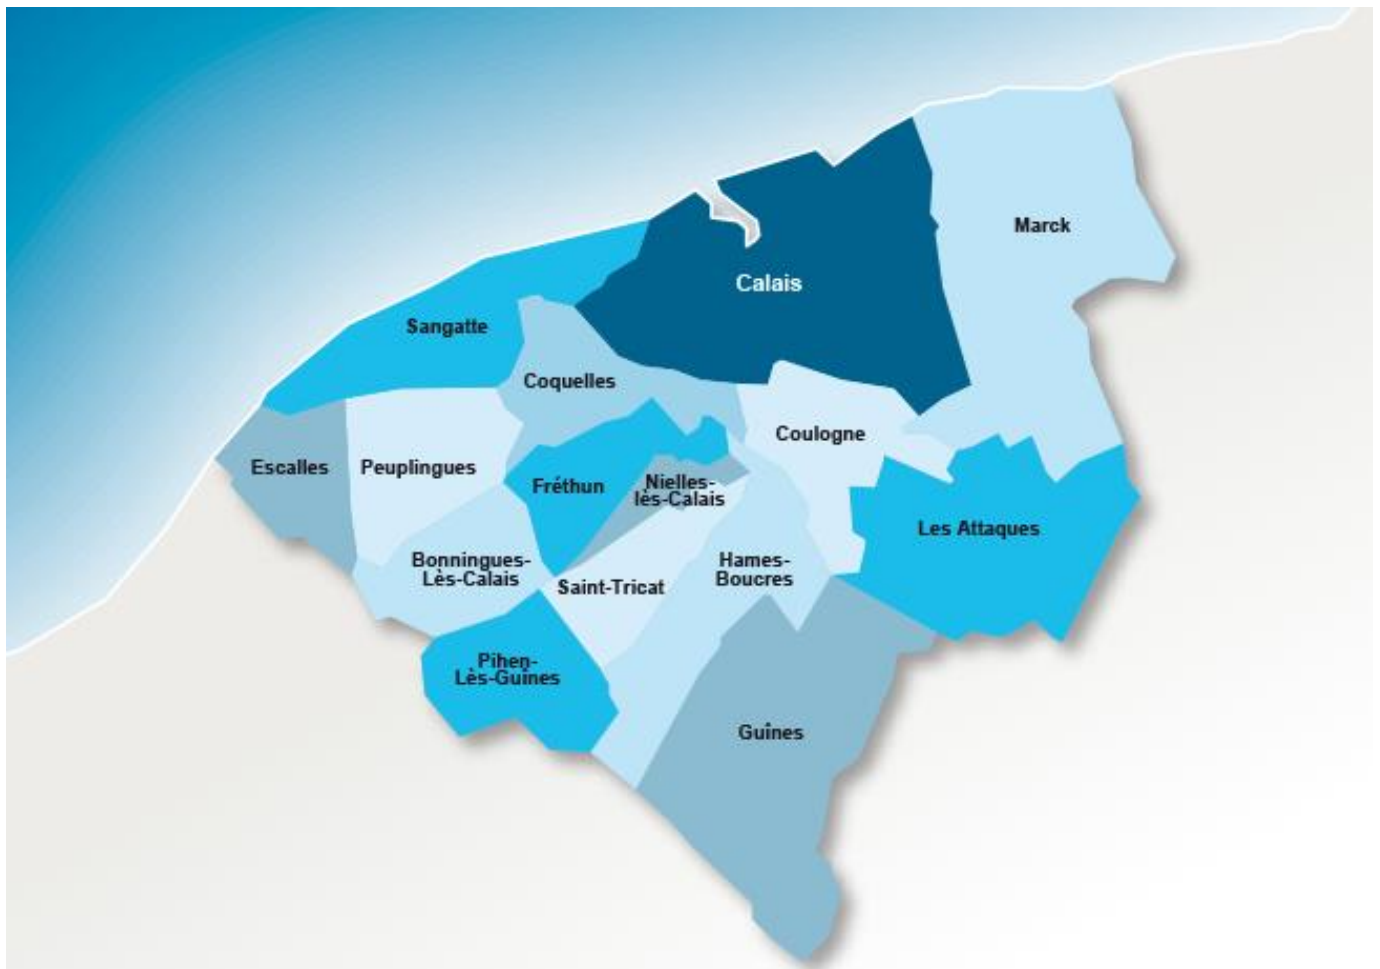 Marck
Calais
Sangatte
Coquelles
Coulogne
Escalles
Peuplingues
Fréthun
Nielles-
lès-Calais
Les Attaques
Bonningues-
Lès-Calais
Saint-Tricat
Hames-
Boucres
Pihen-
Lès-Guînes
Guînes